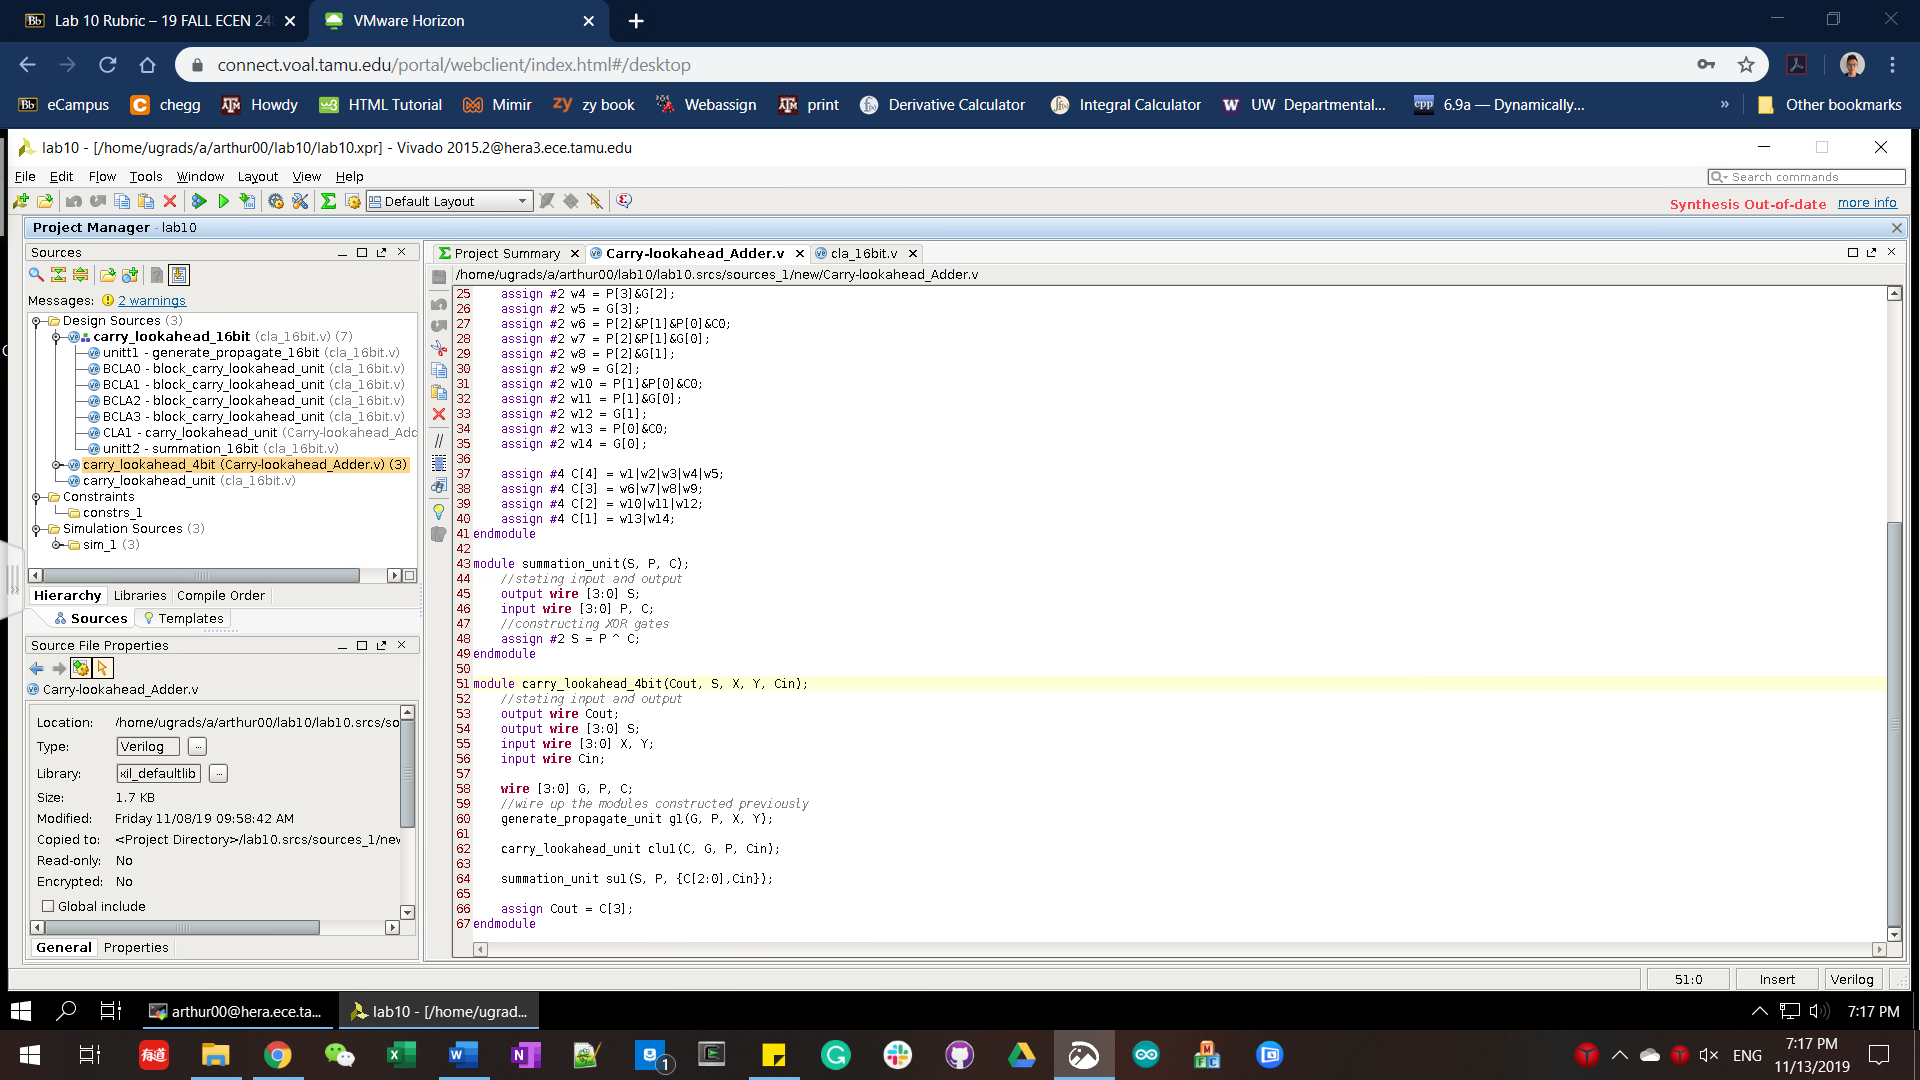 Lab 10 Rubric – 19 FALL ECEN 24
VMware Horizon
connect.voal.tamu.edu/portal/webclient/index.html#/desktop
eCampus chegg Howdy HTML Tutorial Mimir zy book Webassign print Derivative Calculator Integral Calculator UW Departmental... 6.9a — Dynamically,... » Other bookmarks
lab10 - [/home/ugrads/a/arthur00/lab10/lab10.xpr] - Vivado 2015.2@hera3.ece.tamu.edu
File Edit Flow Tools Window Layout View Help
Search commands
Default Layout
Synthesis Out-of-date more info
Project Manager - lab10
Sources
Messages: 2 warnings
Design Sources (3)
carry_lookahead_16bit (cla_16bit.v) (7)
unitt1 - generate_propagate_16bit (cla_16bit.v)
BCLA0 - block_carry_lookahead_unit (cla_16bit.v)
BCLA1 - block_carry_lookahead_unit (cla_16bit.v)
BCLA2 - block_carry_lookahead_unit (cla_16bit.v)
BCLA3 - block_carry_lookahead_unit (cla_16bit.v)
CLA1 - carry_lookahead_unit (Carry-lookahead_Add
unitt2 - summation_16bit (cla_16bit.v)
carry_lookahead_4bit (Carry-lookahead_Adder.v) (3)
carry_lookahead_unit (cla_16bit.v)
Constraints
constrs_1
Simulation Sources (3)
sim_1 (3)
Hierarchy Libraries Compile Order
Sources Templates
Source File Properties
Carry-lookahead_Adder.v
Location: /home/ugrads/a/arthur00/lab10/lab10.srcs/so
Type: Verilog ...
Library: xil_defaultlib ...
Size: 1.7 KB
Modified: Friday 11/08/19 09:58:42 AM
Copied to: <Project Directory>/lab10.srcs/sources_1/nev
Read-only: No
Encrypted: No
Global include
General Properties
Project Summary Carry-lookahead_Adder.v cla_16bit.v
/home/ugrads/a/arthur00/lab10/lab10.srcs/sources_1/new/Carry-lookahead_Adder.v
25 assign #2 w4 = P[3]&G[2];
26 assign #2 w5 = G[3];
27 assign #2 w6 = P[2]&P[1]&P[0]&C0;
28 assign #2 w7 = P[2]&P[1]&G[0];
29 assign #2 w8 = P[2]&G[1];
30 assign #2 w9 = G[2];
31 assign #2 w10 = P[1]&P[0]&C0;
32 assign #2 w11 = P[1]&G[0];
33 assign #2 w12 = G[1];
34 assign #2 w13 = P[0]&C0;
35 assign #2 w14 = G[0];
36
37 assign #4 C[4] = w1|w2|w3|w4|w5;
38 assign #4 C[3] = w6|w7|w8|w9;
39 assign #4 C[2] = w10|w11|w12;
40 assign #4 C[1] = w13|w14;
41 endmodule
42
43 module summation_unit(S, P, C);
44 //stating input and output
45 output wire [3:0] S;
46 input wire [3:0] P, C;
47 //constructing XOR gates
48 assign #2 S = P ^ C;
49 endmodule
50
51 module carry_lookahead_4bit(Cout, S, X, Y, Cin);
52 //stating input and output
53 output wire Cout;
54 output wire [3:0] S;
55 input wire [3:0] X, Y;
56 input wire Cin;
57
58 wire [3:0] G, P, C;
59 //wire up the modules constructed previously
60 generate_propagate_unit g1(G, P, X, Y);
61
62 carry_lookahead_unit clu1(C, G, P, Cin);
63
64 summation_unit su1(S, P, {C[2:0],Cin});
65
66 assign Cout = C[3];
67 endmodule
51:0 Insert Verilog
arthur00@hera.ece.ta... lab10 - [/home/ugrad... 7:17 PM
有道 1 ENG 7:17 PM
11/13/2019